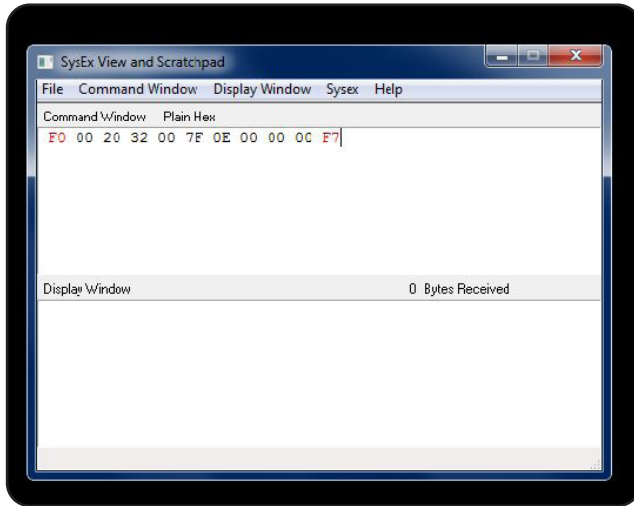 SysEx View and Scratchpad
File Command Window Display Window Sysex Help
Command Window Plain Hex
F0 00 20 32 00 7F 0E 00 00 00 F7
Display Window 0 Bytes Received